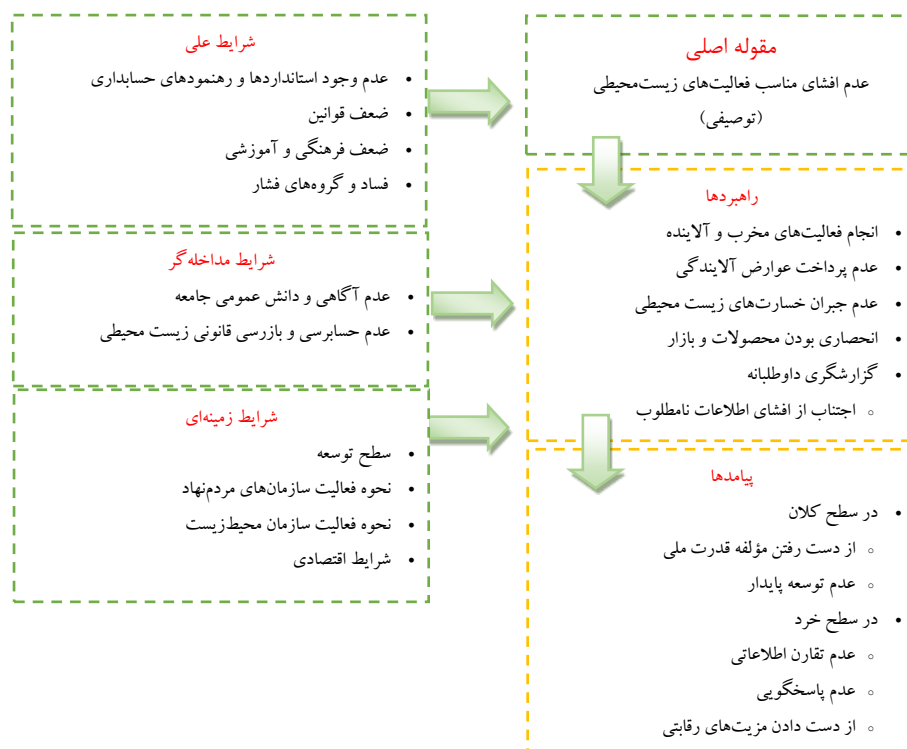 مقوله اصلی
عدم افشای مناسب فعالیت‌های زیست‌محیطی
(توصیفی)
شرایط علی
• عدم وجود استانداردها و رهنمودهای حسابداری
• ضعف قوانین
• ضعف فرهنگی و آموزشی
• فساد و گروه‌های فشار
راهبردها
• انجام فعالیت‌های مخرب و آلاینده
• عدم پرداخت عوارض آلایندگی
• عدم جبران خسارت‌های زیست محیطی
• انحصاری بودن محصولات و بازار
• گزارشگری داوطلبانه
○ اجتناب از افشای اطلاعات نامطلوب
شرایط مداخله‌گر
• عدم آگاهی و دانش عمومی جامعه
• عدم حسابرسی و بازرسی قانونی زیست محیطی
شرایط زمینه‌ای
• سطح توسعه
• نحوه فعالیت سازمان‌های مردم‌نهاد
• نحوه فعالیت سازمان محیط‌زیست
• شرایط اقتصادی
پیامدها
• در سطح کلان
○ از دست رفتن مؤلفه قدرت ملی
○ عدم توسعه پایدار
• در سطح خرد
○ عدم تقارن اطلاعاتی
○ عدم پاسخگویی
○ از دست دادن مزیت‌های رقابتی